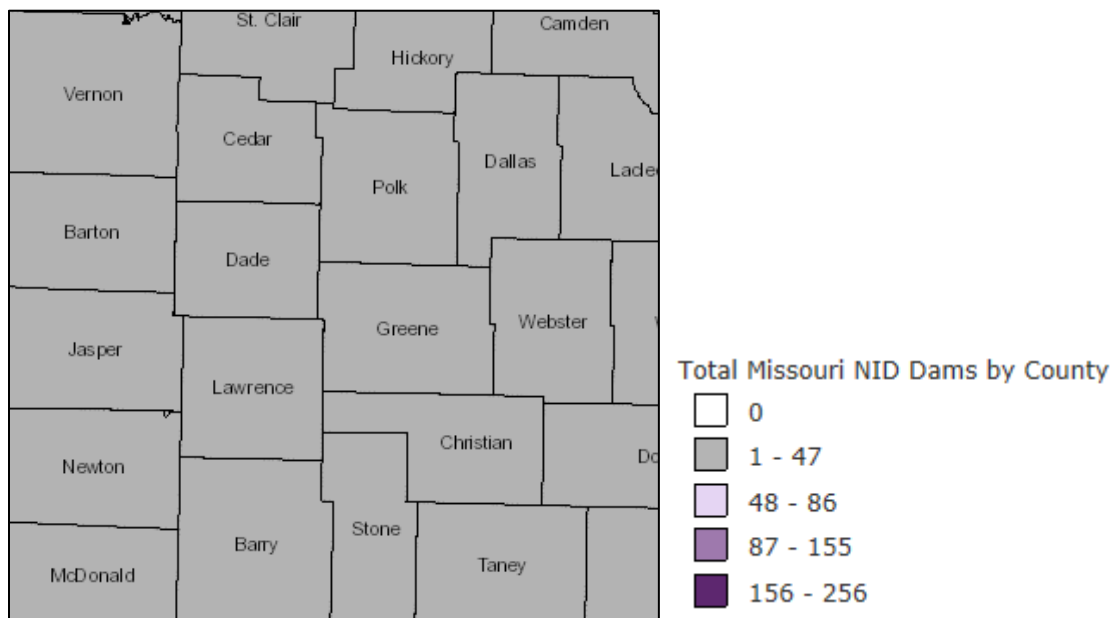 St. Clair
Camden
Hickory
Vernon
Cedar
Dallas
Polk
Barton
Dade
Greene
Webster
Jasper
Lawrence
Christian
Newton
Stone
Barry
Taney
McDonald
Total Missouri NID Dams by County
0
1 - 47
48 - 86
87 - 155
156 - 256